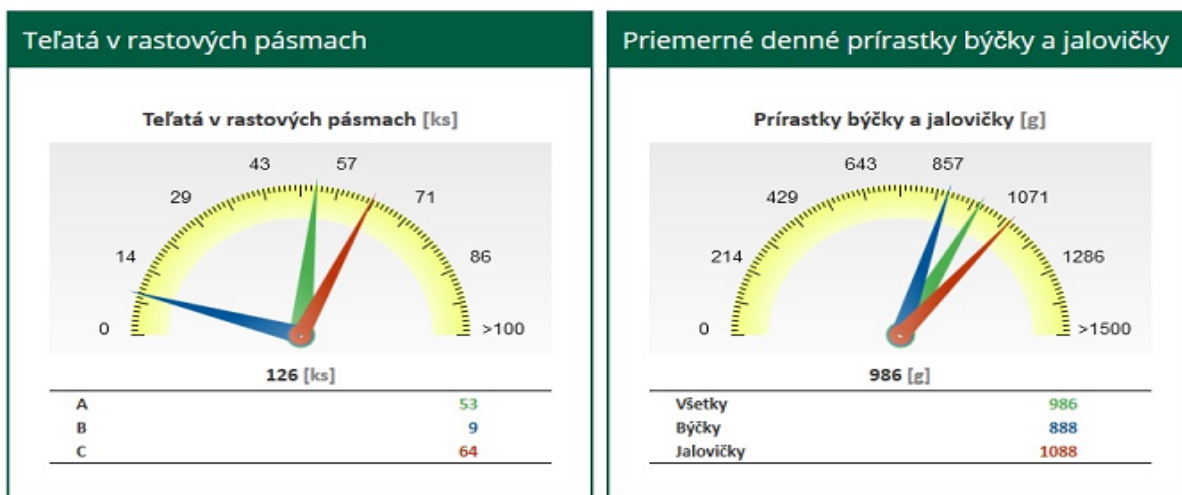 Teľatá v rastových pásmach
Teľatá v rastových pásmach [ks]
0
14
29
43
57
71
86
>100
126 [ks]
A 53
B 9
C 64
Priemerné denné prírastky býčky a jalovičky
Prírastky býčky a jalovičky [g]
0
214
429
643
857
1071
1286
>1500
986 [g]
Všetky 986
Býčky 888
Jalovičky 1088